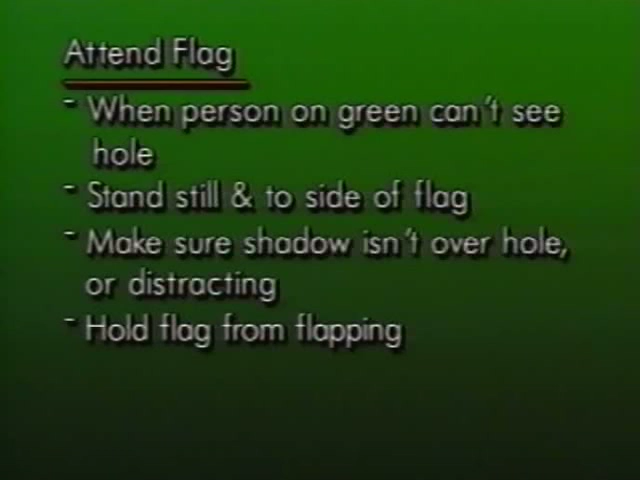 Attend Flag
- When person on green can't see
hole
- Stand still & to side of flag
- Make sure shadow isn't over hole,
or distracting
- Hold flag from flapping